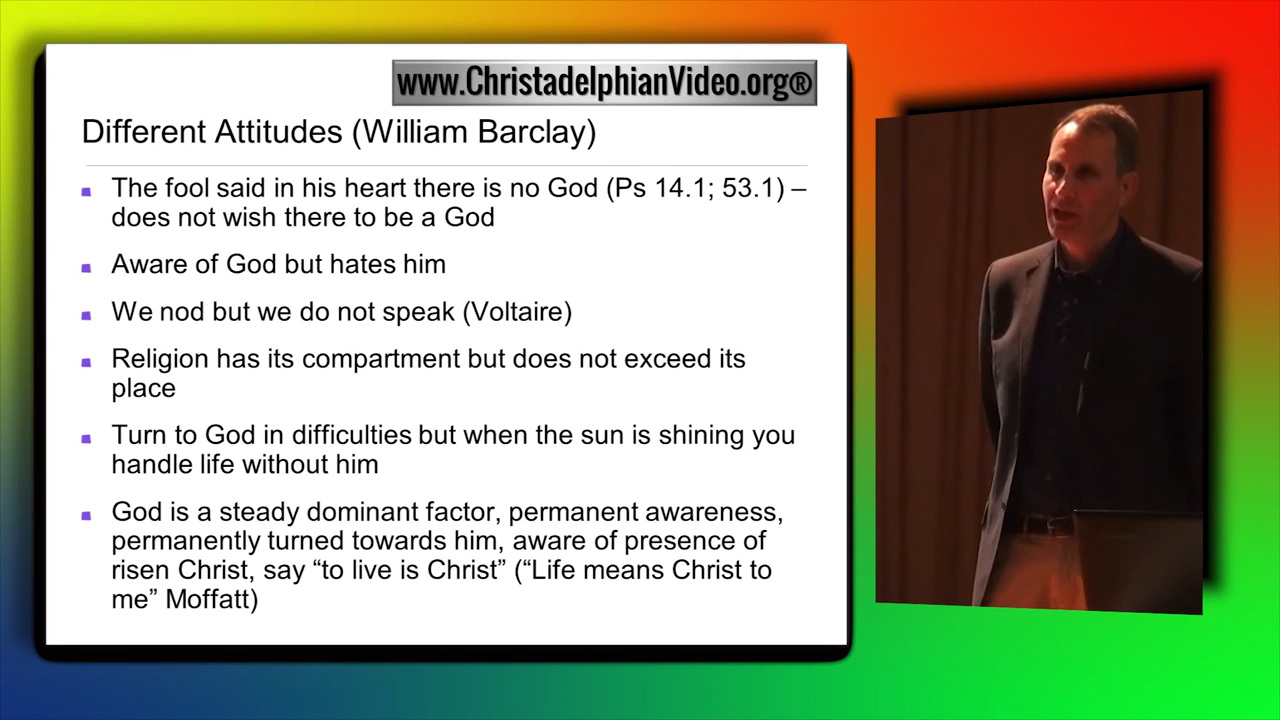 www.ChristadelphianVideo.org®
Different Attitudes (William Barclay)
The fool said in his heart there is no God (Ps 14.1; 53.1) –
does not wish there to be a God
Aware of God but hates him
We nod but we do not speak (Voltaire)
Religion has its compartment but does not exceed its
place
Turn to God in difficulties but when the sun is shining you
handle life without him
God is a steady dominant factor, permanent awareness,
permanently turned towards him, aware of presence of
risen Christ, say “to live is Christ” (“Life means Christ to
me” Moffatt)